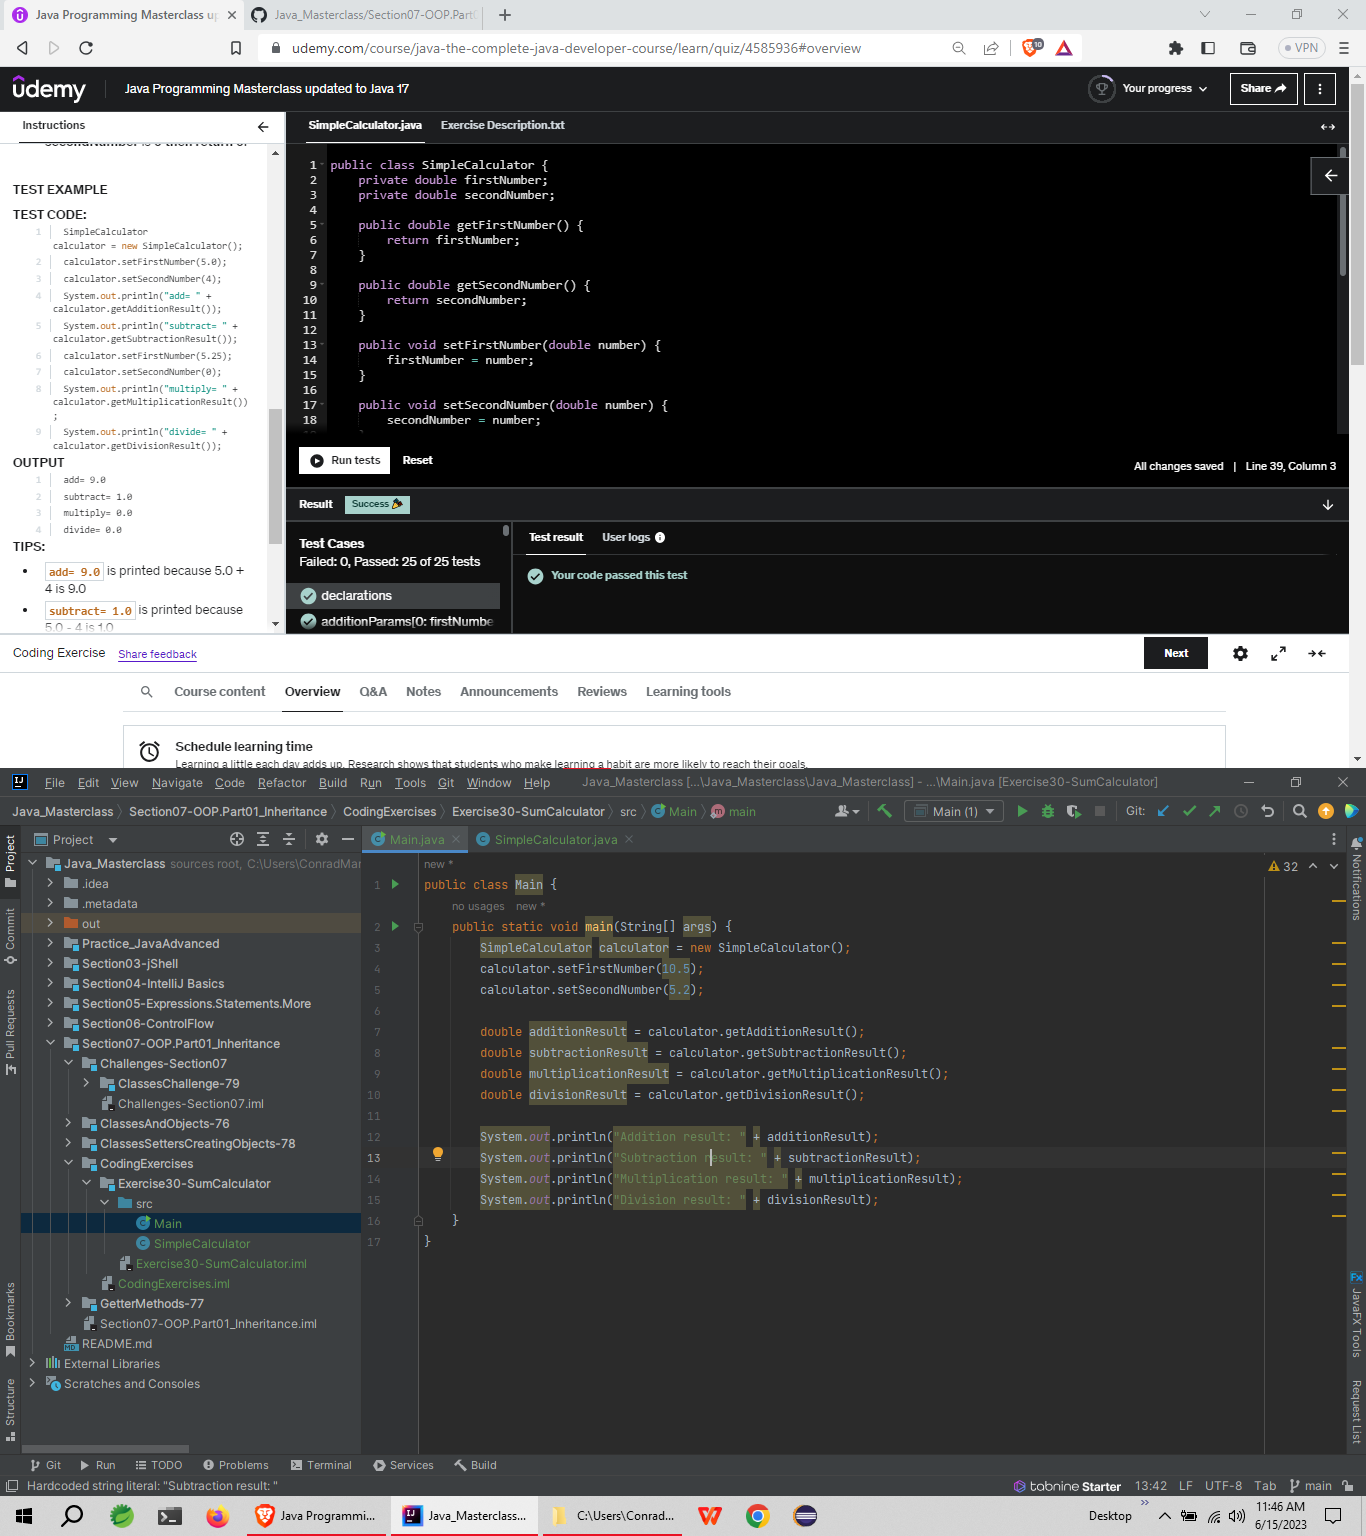 Java Programming Masterclass up
Java_Masterclass/Section07-OOP.Part
udemy.com/course/java-the-complete-java-developer-course/learn/quiz/4585936#overview
10
VPN
ûdemy
Java Programming Masterclass updated to Java 17
Your progress
Share
Instructions
SimpleCalculator.java
Exercise Description.txt
TEST EXAMPLE
TEST CODE:
1 SimpleCalculator
calculator = new SimpleCalculator();
2 calculator.setFirstNumber(5.0);
3 calculator.setSecondNumber(4);
4 System.out.println("add= " +
calculator.getAdditionResult());
5 System.out.println("subtract= " +
calculator.getSubtractionResult());
6 calculator.setFirstNumber(5.25);
7 calculator.setSecondNumber(0);
8 System.out.println("multiply= " +
calculator.getMultiplicationResult())
;
9 System.out.println("divide= " +
calculator.getDivisionResult());
OUTPUT
1 add= 9.0
2 subtract= 1.0
3 multiply= 0.0
4 divide= 0.0
TIPS:
• add= 9.0 is printed because 5.0 +
4 is 9.0
• subtract= 1.0 is printed because
5.0 - 4 is 1.0
1 public class SimpleCalculator {
2 private double firstNumber;
3 private double secondNumber;
4
5 public double getFirstNumber() {
6 return firstNumber;
7 }
8
9 public double getSecondNumber() {
10 return secondNumber;
11 }
12
13 public void setFirstNumber(double number) {
14 firstNumber = number;
15 }
16
17 public void setSecondNumber(double number) {
18 secondNumber = number;
Run tests
Reset
All changes saved | Line 39, Column 3
Result
Success
Test Cases
Failed: 0, Passed: 25 of 25 tests
declarations
additionParams[0: firstNumbe
Test result
User logs
Your code passed this test
Coding Exercise
Share feedback
Next
Course content
Overview
Q&A
Notes
Announcements
Reviews
Learning tools
Schedule learning time
Learning a little each day adds up. Research shows that students who make learning a habit are more likely to reach their goals.
IJ
File Edit View Navigate Code Refactor Build Run Tools Git Window Help
Java_Masterclass [...\Java_Masterclass\Java_Masterclass] - ...\Main.java [Exercise30-SumCalculator]
Java_Masterclass
Section07-OOP.Part01_Inheritance
CodingExercises
Exercise30-SumCalculator
src
Main
main
Main (1)
Git:
Project
Commit
Pull Requests
Bookmarks
Structure
Project
Java_Masterclass sources root, C:\Users\ConradMar
.idea
.metadata
out
Practice_JavaAdvanced
Section03-jShell
Section04-IntelliJ Basics
Section05-Expressions.Statements.More
Section06-ControlFlow
Section07-OOP.Part01_Inheritance
Challenges-Section07
ClassesChallenge-79
Challenges-Section07.iml
ClassesAndObjects-76
ClassesSettersCreatingObjects-78
CodingExercises
Exercise30-SumCalculator
src
Main
SimpleCalculator
Exercise30-SumCalculator.iml
CodingExercises.iml
GetterMethods-77
Section07-OOP.Part01_Inheritance.iml
README.md
External Libraries
Scratches and Consoles
Main.java
SimpleCalculator.java
32
new *
1 public class Main {
no usages new *
2 public static void main(String[] args) {
3 SimpleCalculator calculator = new SimpleCalculator();
4 calculator.setFirstNumber(10.5);
5 calculator.setSecondNumber(5.2);
6
7 double additionResult = calculator.getAdditionResult();
8 double subtractionResult = calculator.getSubtractionResult();
9 double multiplicationResult = calculator.getMultiplicationResult();
10 double divisionResult = calculator.getDivisionResult();
11
12 System.out.println("Addition result: " + additionResult);
13 System.out.println("Subtraction result: " + subtractionResult);
14 System.out.println("Multiplication result: " + multiplicationResult);
15 System.out.println("Division result: " + divisionResult);
16 }
17 }
Notifications
Fx
JavaFX Tools
Request List
Git
Run
TODO
Problems
Terminal
Services
Build
Hardcoded string literal: "Subtraction result: "
tabnine Starter
13:42
LF
UTF-8
Tab
main
Java Programmi...
Java_Masterclass...
C:\Users\Conrad...
Desktop
11:46 AM
6/15/2023